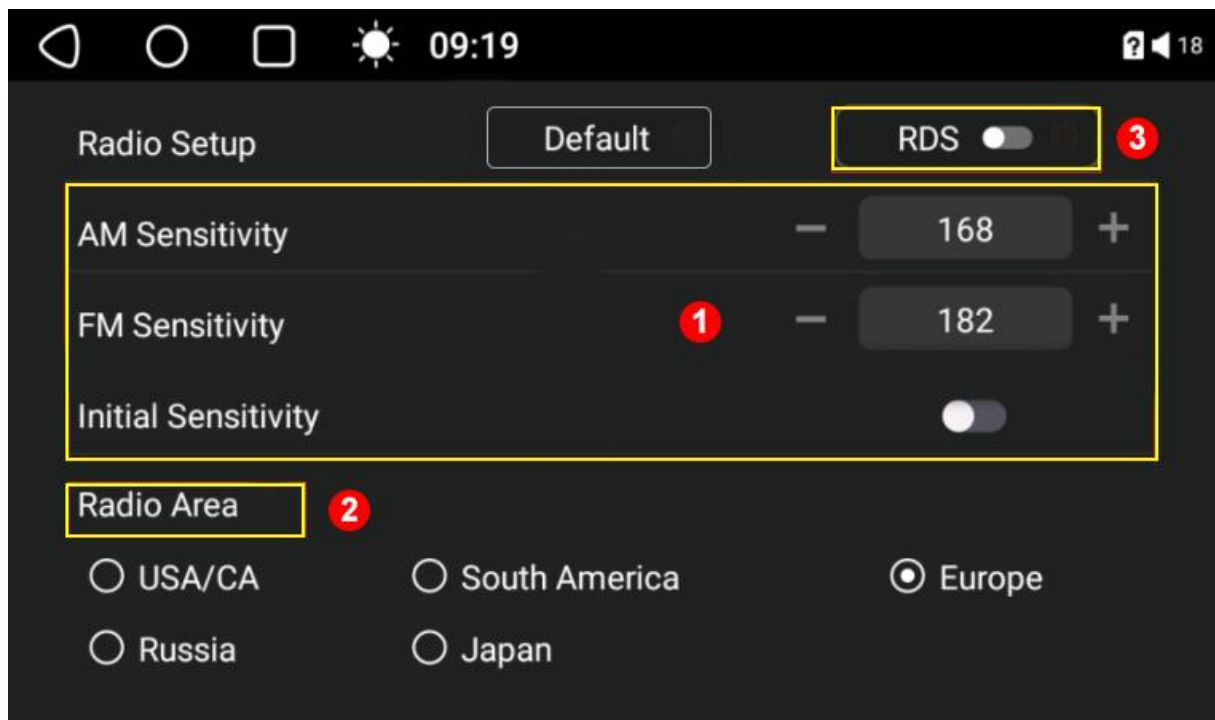 09:19
? 18
Radio Setup Default RDS 3
AM Sensitivity − 168 +
FM Sensitivity 1 − 182 +
Initial Sensitivity
Radio Area 2
USA/CA South America Europe
Russia Japan